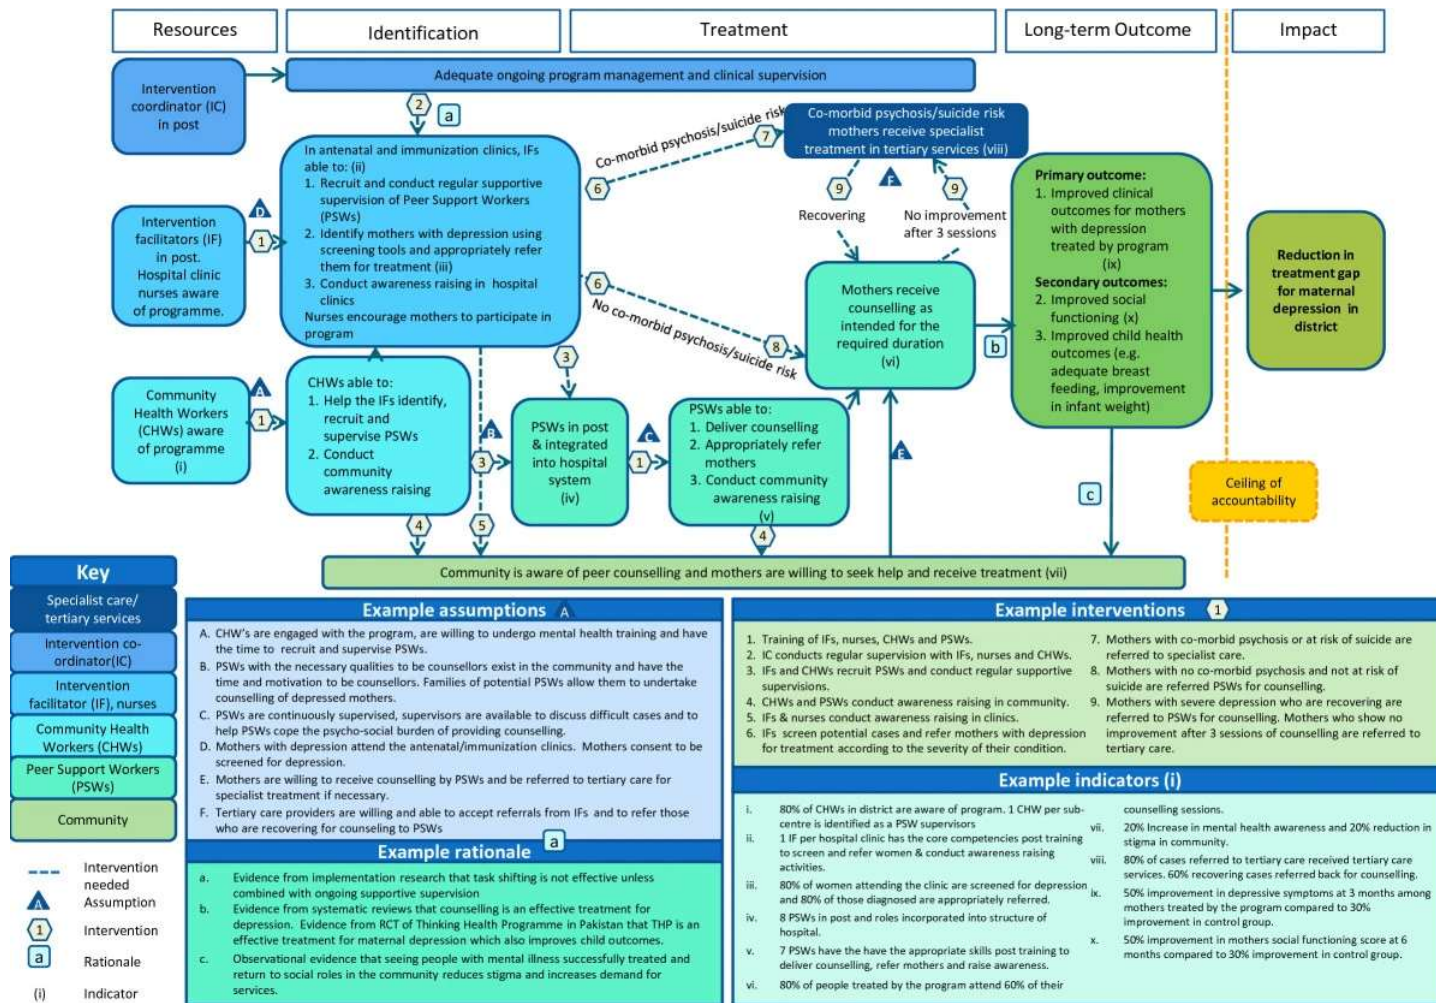 Resources
Identification
Treatment
Long-term Outcome
Impact
Intervention
coordinator (IC)
in post
Adequate ongoing program management and clinical supervision
2
a
In antenatal and immunization clinics, IFs
able to: (ii)
1. Recruit and conduct regular supportive
supervision of Peer Support Workers
(PSWs)
2. Identify mothers with depression using
screening tools and appropriately refer
them for treatment (iii)
3. Conduct awareness raising in hospital
clinics
Nurses encourage mothers to participate in
program
Intervention
facilitators (IF) in
post.
Hospital clinic
nurses aware
of programme.
D
1
Community
Health Workers
(CHWs) aware
of programme
(i)
A
1
CHWs able to:
1. Help the IFs identify,
recruit and
supervise PSWs
2. Conduct
community
awareness raising
Co-morbid psychosis/suicide risk
6
7
Co-morbid psychosis/suicide risk
mothers receive specialist
treatment in tertiary services (viii)
9
F
9
Recovering
No improvement
after 3 sessions
6
No co-morbid psychosis/suicide risk
8
Mothers receive
counselling as
intended for the
required duration
(vi)
b
3
B
3
PSWs in post
& integrated
into hospital
system
(iv)
C
1
PSWs able to:
1. Deliver counselling
2. Appropriately refer
mothers
3. Conduct community
awareness raising
(v)
E
4
5
4
Primary outcome:
1. Improved clinical
outcomes for mothers
with depression
treated by program
(ix)
Secondary outcomes:
2. Improved social
functioning (x)
3. Improved child health
outcomes (e.g.
adequate breast
feeding, improvement
in infant weight)
c
Reduction in
treatment gap
for maternal
depression in
district
Ceiling of
accountability
Community is aware of peer counselling and mothers are willing to seek help and receive treatment (vii)
Key
Specialist care/
tertiary services
Intervention co-
ordinator(IC)
Intervention
facilitator (IF), nurses
Community Health
Workers (CHWs)
Peer Support Workers
(PSWs)
Community
Intervention
needed
A Assumption
1 Intervention
a Rationale
(i) Indicator
Example assumptions A
A. CHW's are engaged with the program, are willing to undergo mental health training and have
the time to recruit and supervise PSWs.
B. PSWs with the necessary qualities to be counsellors exist in the community and have the
time and motivation to be counsellors. Families of potential PSWs allow them to undertake
counselling of depressed mothers.
C. PSWs are continuously supervised, supervisors are available to discuss difficult cases and to
help PSWs cope the psycho-social burden of providing counselling.
D. Mothers with depression attend the antenatal/immunization clinics. Mothers consent to be
screened for depression.
E. Mothers are willing to receive counselling by PSWs and be referred to tertiary care for
specialist treatment if necessary.
F. Tertiary care providers are willing and able to accept referrals from IFs and to refer those
who are recovering for counseling to PSWs
Example rationale a
a. Evidence from implementation research that task shifting is not effective unless
combined with ongoing supportive supervision
b. Evidence from systematic reviews that counselling is an effective treatment for
depression. Evidence from RCT of Thinking Health Programme in Pakistan that THP is an
effective treatment for maternal depression which also improves child outcomes.
c. Observational evidence that seeing people with mental illness successfully treated and
return to social roles in the community reduces stigma and increases demand for
services.
Example interventions 1
1. Training of IFs, nurses, CHWs and PSWs.
2. IC conducts regular supervision with IFs, nurses and CHWs.
3. IFs and CHWs recruit PSWs and conduct regular supportive
supervisions.
4. CHWs and PSWs conduct awareness raising in community.
5. IFs & nurses conduct awareness raising in clinics.
6. IFs screen potential cases and refer mothers with depression
for treatment according to the severity of their condition.
7. Mothers with co-morbid psychosis or at risk of suicide are
referred to specialist care.
8. Mothers with no co-morbid psychosis and not at risk of
suicide are referred PSWs for counselling.
9. Mothers with severe depression who are recovering are
referred to PSWs for counselling. Mothers who show no
improvement after 3 sessions of counselling are referred to
tertiary care.
Example indicators (i)
i. 80% of CHWs in district are aware of program. 1 CHW per sub-
centre is identified as a PSW supervisors
ii. 1 IF per hospital clinic has the core competencies post training
to screen and refer women & conduct awareness raising
activities.
iii. 80% of women attending the clinic are screened for depression
and 80% of those diagnosed are appropriately referred.
iv. 8 PSWs in post and roles incorporated into structure of
hospital.
v. 7 PSWs have the have the appropriate skills post training to
deliver counselling, refer mothers and raise awareness.
vi. 80% of people treated by the program attend 60% of their
counselling sessions.
vii. 20% Increase in mental health awareness and 20% reduction in
stigma in community.
viii. 80% of cases referred to tertiary care received tertiary care
services. 60% recovering cases referred back for counselling.
ix. 50% improvement in depressive symptoms at 3 months among
mothers treated by the program compared to 30%
improvement in control group.
x. 50% improvement in mothers social functioning score at 6
months compared to 30% improvement in control group.